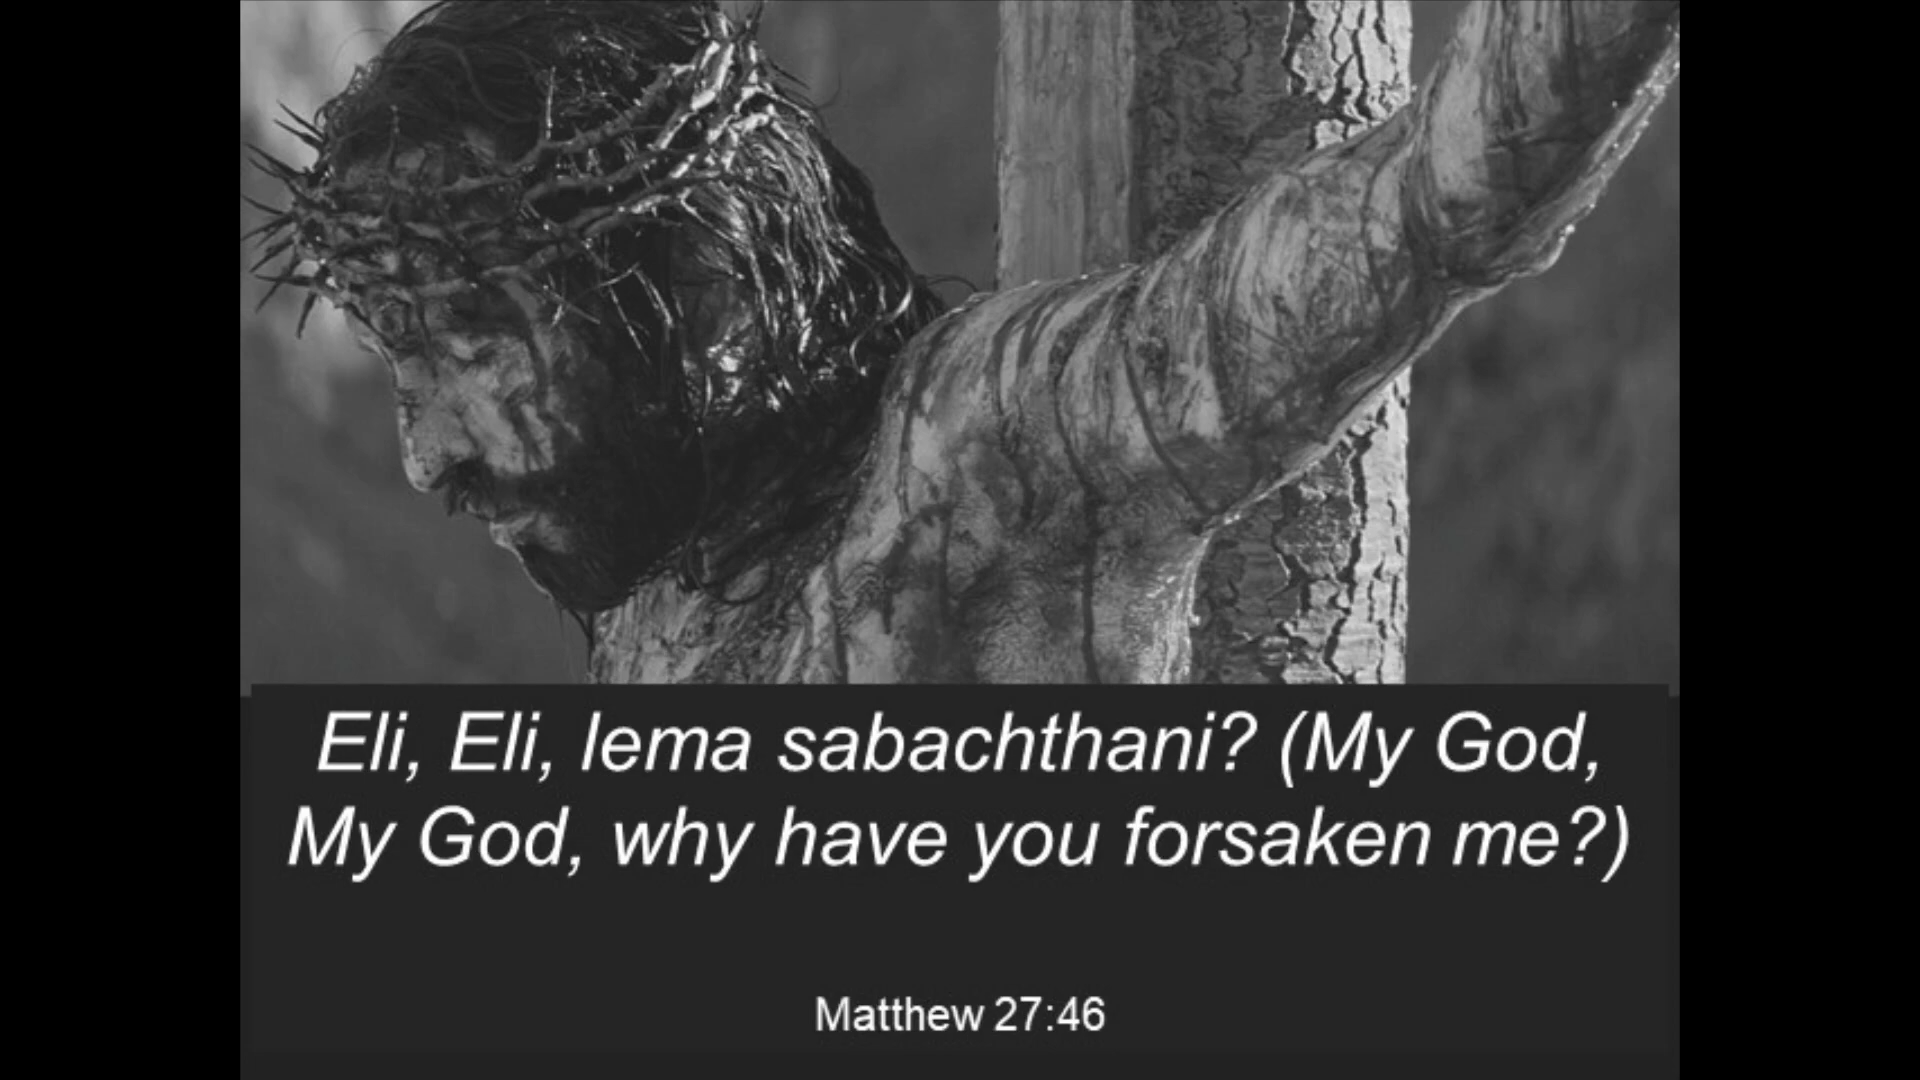 Eli, Eli, lema sabachthani? (My God,
My God, why have you forsaken me?)
Matthew 27:46